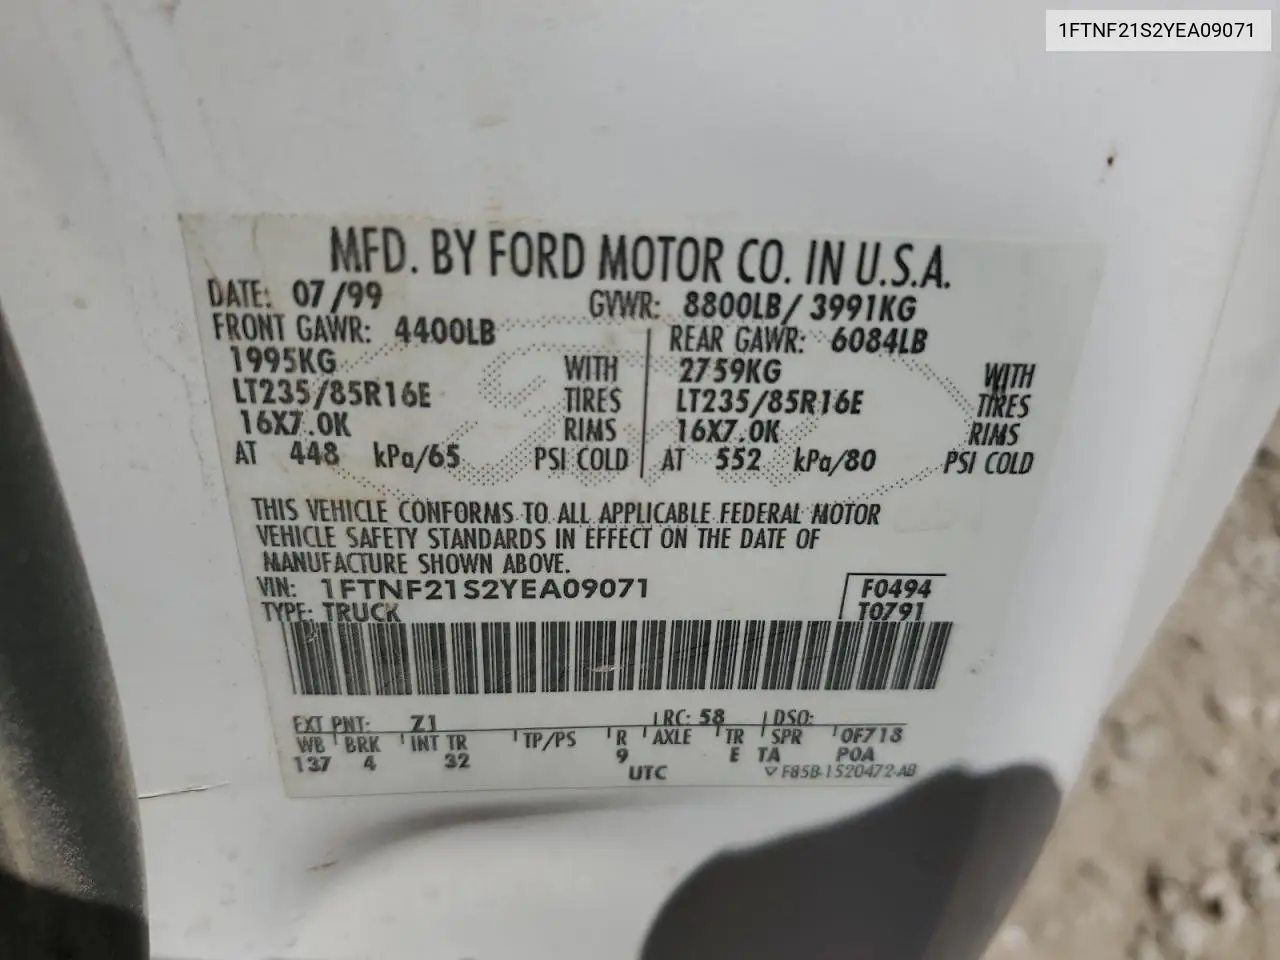 1FTNF21S2YEA09071
MFD. BY FORD MOTOR CO. IN U.S.A.
DATE: 07/99 GVWR: 8800LB/ 3991KG
FRONT GAWR: 4400LB REAR GAWR: 6084LB
1995KG WITH 2759KG WITH
LT235/85R16E TIRES LT235/85R16E TIRES
16X7.0K RIMS 16X7.0K RIMS
AT 448 kPa/65 PSI COLD AT 552 kPa/80 PSI COLD
THIS VEHICLE CONFORMS TO ALL APPLICABLE FEDERAL MOTOR
VEHICLE SAFETY STANDARDS IN EFFECT ON THE DATE OF
MANUFACTURE SHOWN ABOVE.
VIN: 1FTNF21S2YEA09071 F0494
TYPE: TRUCK T0791
EXT PNT: Z1 RC: 58 DSO:
WB BRK INT TR TP/PS R AXLE TR SPR 0F718
137 4 32 9 E TA POA
UTC F85B-1520472-AB